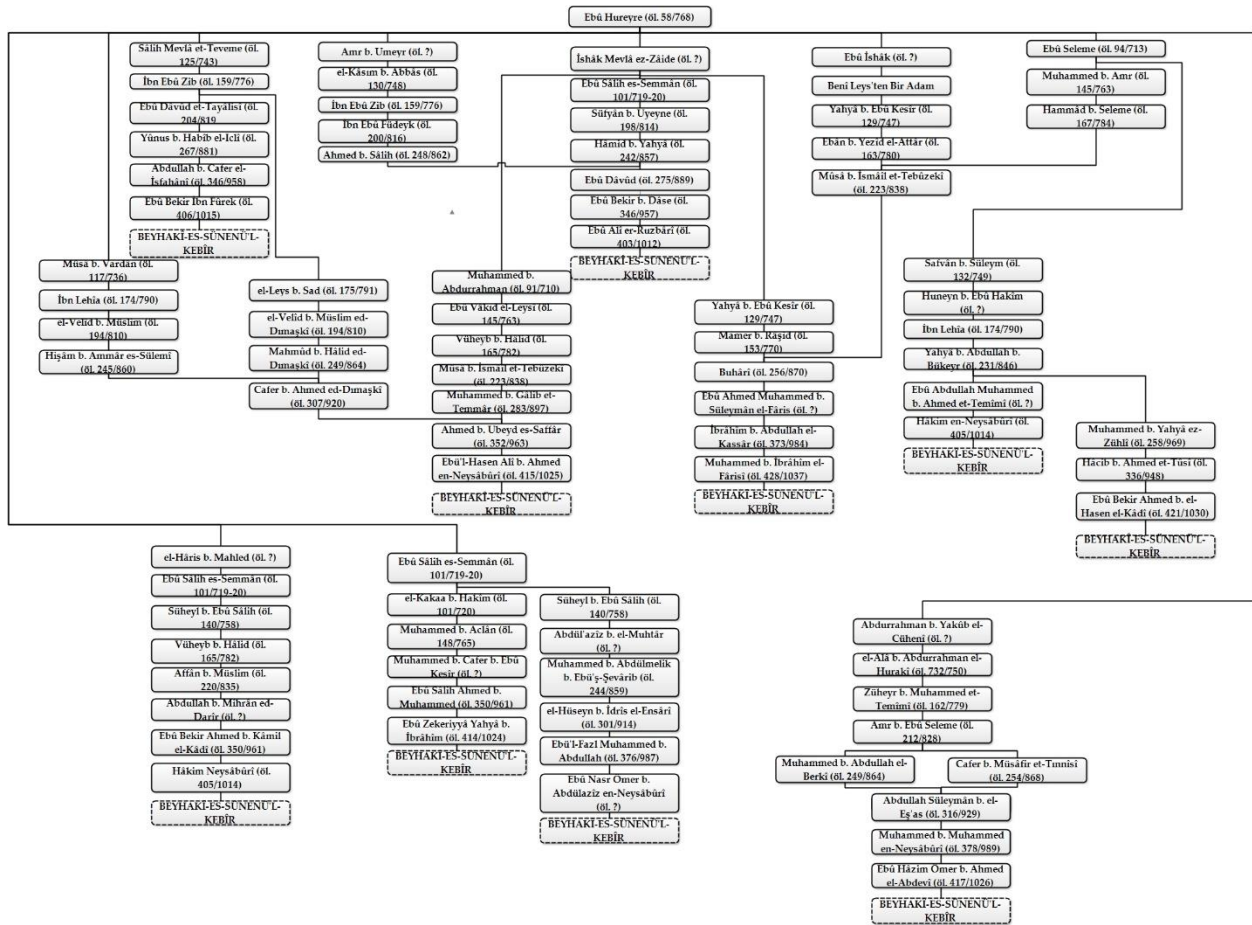 Ebû Hureyre (öl. 58/768)
Sâlih Mevlâ et-Teveme (öl.
125/743)
İbn Ebû Zib (öl. 159/776)
Ebû Dâvûd et-Tayâlisî (öl.
204/819
Yûnus b. Habîb el-İclî (öl.
267/881)
Abdullah b. Cafer el-
İsfahânî (öl. 346/958)
Ebû Bekir İbn Fûrek (öl.
406/1015)
BEYHAKÎ-ES-SÜNENÜ'L-
KEBÎR
Amr b. Umeyr (öl. ?)
el-Kâsım b. Abbâs (öl.
130/748)
İbn Ebû Zib (öl. 159/776)
İbn Ebû Füdeyk (öl.
200/816)
Ahmed b. Sâlih (öl. 248/862)
İshâk Mevlâ ez-Zâide (öl. ?)
Ebû Sâlih es-Semmân (öl.
101/719-20)
Süfyân b. Uyeyne (öl.
198/814)
Hâmid b. Yahyâ (öl.
242/857)
Ebû Dâvûd (öl. 275/889)
Ebû Bekir b. Dâse (öl.
346/957)
Ebû Alî er-Ruzbârî (öl.
403/1012)
BEYHAKÎ-ES-SÜNENÜ'L-
KEBÎR
Ebû İshâk (öl. ?)
Benî Leys'ten Bir Adam
Yahyâ b. Ebû Kesîr (öl.
129/747)
Ebân b. Yezîd el-Attâr (öl.
163/780)
Mûsâ b. İsmâîl et-Tebûzekî
(öl. 223/838)
Ebû Seleme (öl. 94/713)
Muhammed b. Amr (öl.
145/763)
Hammâd b. Seleme (öl.
167/784)
Mûsâ b. Vardân (öl.
117/736)
İbn Lehîa (öl. 174/790)
el-Velîd b. Müslim (öl.
194/810)
Hişâm b. Ammâr es-Sülemî
(öl. 245/860)
el-Leys b. Sad (öl. 175/791)
el-Velîd b. Müslim ed-
Dımaşkî (öl. 194/810)
Mahmûd b. Hâlid ed-
Dımaşkî (öl. 249/864)
Cafer b. Ahmed ed-Dımaşkî
(öl. 307/920)
Muhammed b.
Abdurrahman (öl. 91/710)
Ebû Vâkıd el-Leysî (öl.
145/763)
Vüheyb b. Hâlid (öl.
165/782)
Mûsâ b. İsmâîl et-Tebûzekî
(öl. 223/838)
Muhammed b. Gâlib et-
Temmâr (öl. 283/897)
Ahmed b. Ubeyd es-Saffâr
(öl. 352/963)
Ebü'l-Hasen Alî b. Ahmed
en-Neysâbûrî (öl. 415/1025)
BEYHAKÎ-ES-SÜNENÜ'L-
KEBÎR
Yahyâ b. Ebû Kesîr (öl.
129/747)
Mamer b. Râşid (öl.
153/770)
Buhârî (öl. 256/870)
Ebû Ahmed Muhammed b.
Süleymân el-Fâris (öl. ?)
İbrâhim b. Abdullah el-
Kassâr (öl. 373/984)
Muhammed b. İbrâhîm el-
Fârisî (öl. 428/1037)
BEYHAKÎ-ES-SÜNENÜ'L-
KEBÎR
Safvân b. Süleym (öl.
132/749)
Huneyn b. Ebû Hakîm
(öl. ?)
İbn Lehîa (öl. 174/790)
Yahyâ b. Abdullah b.
Bükeyr (öl. 231/846)
Ebû Abdullah Muhammed
b. Ahmed et-Temîmî (öl. ?)
Hâkim en-Neysâbûrî (öl.
405/1014)
BEYHAKÎ-ES-SÜNENÜ'L-
KEBÎR
Muhammed b. Yahyâ ez-
Zühlî (öl. 258/969)
Hâcib b. Ahmed et-Tûsî (öl.
336/948)
Ebû Bekir Ahmed b. el-
Hasen el-Kâdî (öl. 421/1030)
BEYHAKÎ-ES-SÜNENÜ'L-
KEBÎR
el-Hâris b. Mahled (öl. ?)
Ebû Sâlih es-Semmân (öl.
101/719-20)
Süheyl b. Ebû Sâlih (öl.
140/758)
Vüheyb b. Hâlid (öl.
165/782)
Affân b. Müslim (öl.
220/835)
Abdullah b. Mihrân ed-
Darîr (öl. ?)
Ebû Bekir Ahmed b. Kâmil
el-Kâdî (öl. 350/961)
Hâkim Neysâbûrî (öl.
405/1014)
BEYHAKÎ-ES-SÜNENÜ'L-
KEBÎR
Ebû Sâlih es-Semmân (öl.
101/719-20)
el-Kakaa b. Hakîm (öl.
101/720)
Muhammed b. Aclân (öl.
148/765)
Muhammed b. Cafer b. Ebû
Kesîr (öl. ?)
Ebû Sâlih Ahmed b.
Muhammed (öl. 350/961)
Ebû Zekeriyyâ Yahyâ b.
İbrâhîm (öl. 414/1024)
BEYHAKÎ-ES-SÜNENÜ'L-
KEBÎR
Süheyl b. Ebû Sâlih (öl.
140/758)
Abdül'azîz b. el-Muhtâr
(öl. ?)
Muhammed b. Abdülmelik
b. Ebü'ş-Şevârib (öl.
244/859)
el-Hüseyn b. İdrîs el-Ensârî
(öl. 301/914)
Ebü'l-Fazl Muhammed b.
Abdullah (öl. 376/987)
Ebû Nasr Ömer b.
Abdülazîz en-Neysâbûrî
(öl. ?)
BEYHAKÎ-ES-SÜNENÜ'L-
KEBÎR
Abdurrahman b. Yakûb el-
Cühenî (öl. ?)
el-Alâ b. Abdurrahman el-
Hurakî (öl. 732/750)
Züheyr b. Muhammed et-
Temîmî (öl. 162/779)
Amr b. Ebû Seleme (öl.
212/828)
Muhammed b. Abdullah el-
Berkî (öl. 249/864)
Cafer b. Müsâfir et-Tınnîsî
(öl. 254/868)
Abdullah Süleymân b. el-
Eş'as (öl. 316/929)
Muhammed b. Muhammed
en-Neysâbûrî (öl. 378/989)
Ebû Hâzim Ömer b. Ahmed
el-Abdevî (öl. 417/1026)
BEYHAKÎ-ES-SÜNENÜ'L-
KEBÎR